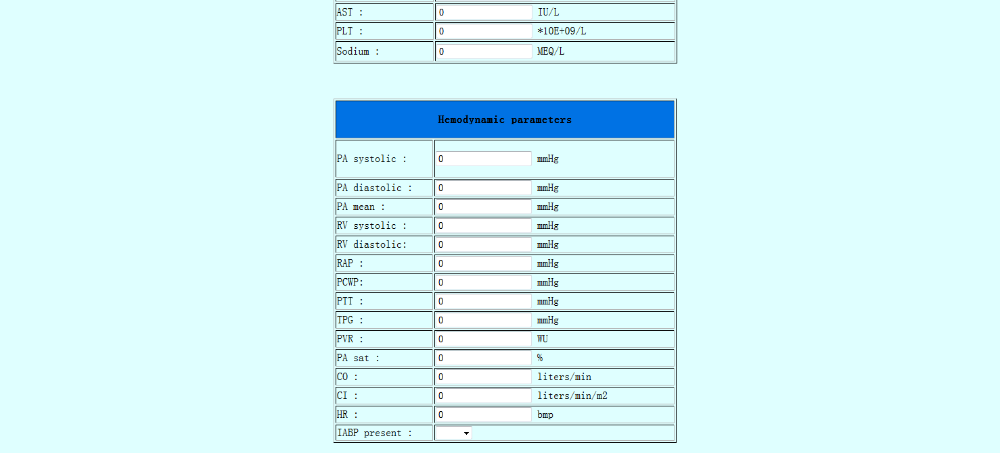 AST : 0 IU/L
PLT : 0 *10E+09/L
Sodium : 0 MEQ/L
Hemodynamic parameters
PA systolic : 0 mmHg
PA diastolic : 0 mmHg
PA mean : 0 mmHg
RV systolic : 0 mmHg
RV diastolic: 0 mmHg
RAP : 0 mmHg
PCWP: 0 mmHg
PTT : 0 mmHg
TPG : 0 mmHg
PVR : 0 WU
PA sat : 0 %
CO : 0 liters/min
CI : 0 liters/min/m2
HR : 0 bmp
IABP present :